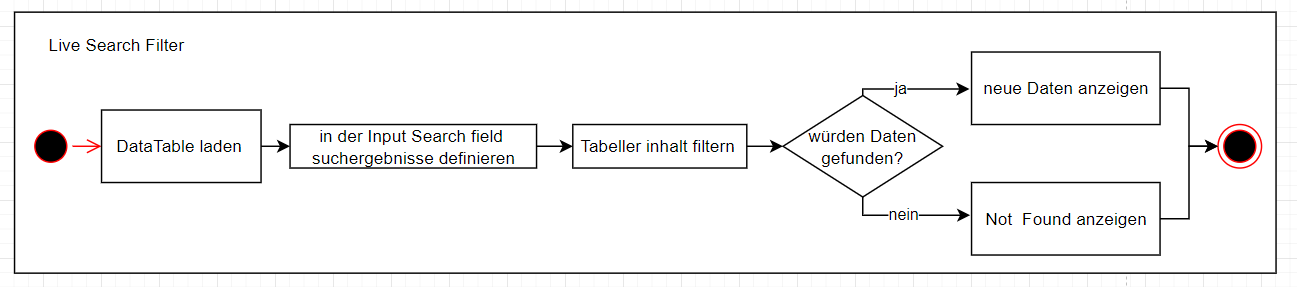 Live Search Filter
DataTable laden
in der Input Search field
suchergebnisse definieren
Tabeller inhalt filtern
würden Daten
gefunden?
ja
neue Daten anzeigen
nein
Not Found anzeigen